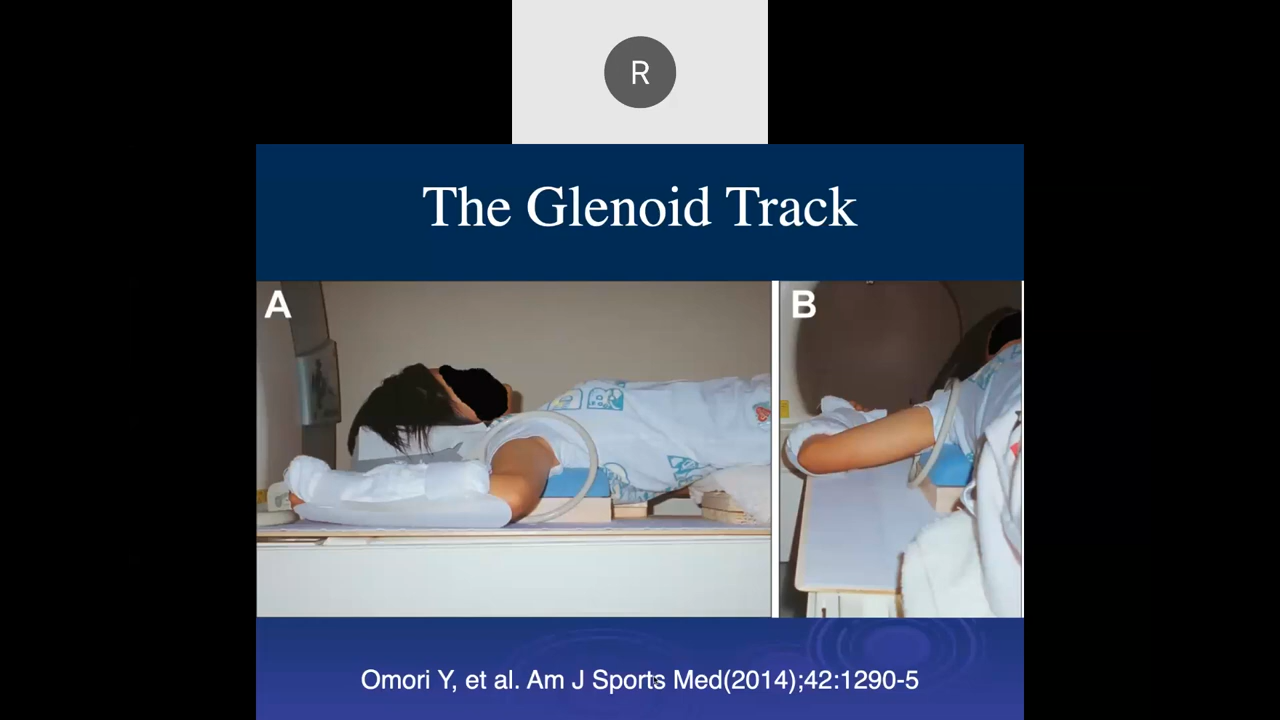 R
The Glenoid Track
A
B
Omori Y, et al. Am J Sports Med(2014);42:1290-5